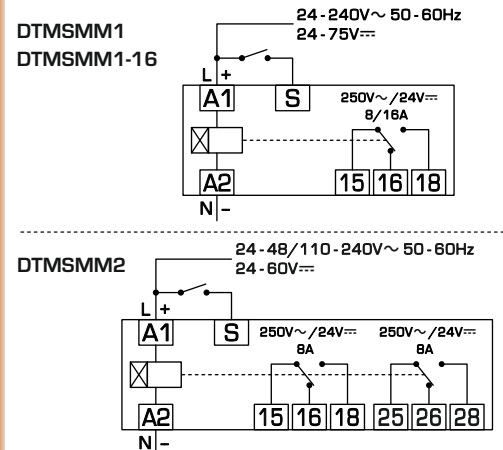 DTMSMM1
DTMSMM1-16
24-240V~ 50-60Hz
24-75V⎓
L +
A1 S
250V~/24V⎓
8/16A
A2 15 16 18
N -
DTMSMM2
24-48/110-240V~ 50-60Hz
24-60V⎓
L +
A1 S
250V~/24V⎓ 250V~/24V⎓
8A 8A
A2 15 16 18 25 26 28
N -